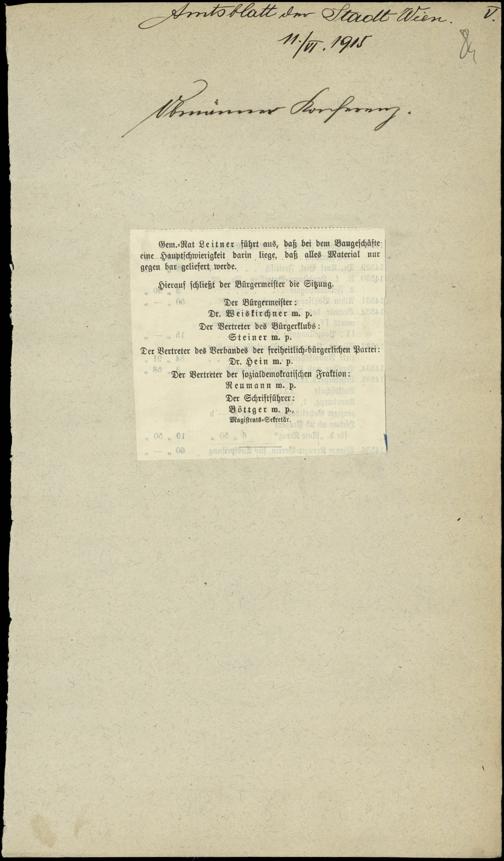 Amtsblatt der Stadt Wien. V.
11./VI. 1915
Obmänner Konferenz.
Gem.-Rat Leitner führt aus, daß bei dem Baugeschäfte
eine Hauptschwierigkeit darin liege, daß alles Material nur
gegen bar geliefert werde.
Hierauf schließt der Bürgermeister die Sitzung.
Der Bürgermeister:
Dr. Weiskirchner m. p.
Der Vertreter des Bürgerklubs:
Steiner m. p.
Der Vertreter des Verbandes der freiheitlich-bürgerlichen Partei:
Dr. Hein m. p.
Der Vertreter der sozialdemokratischen Fraktion:
Reumann m. p.
Der Schriftführer:
Böttger m. p.,
Magistrats-Sekretär.